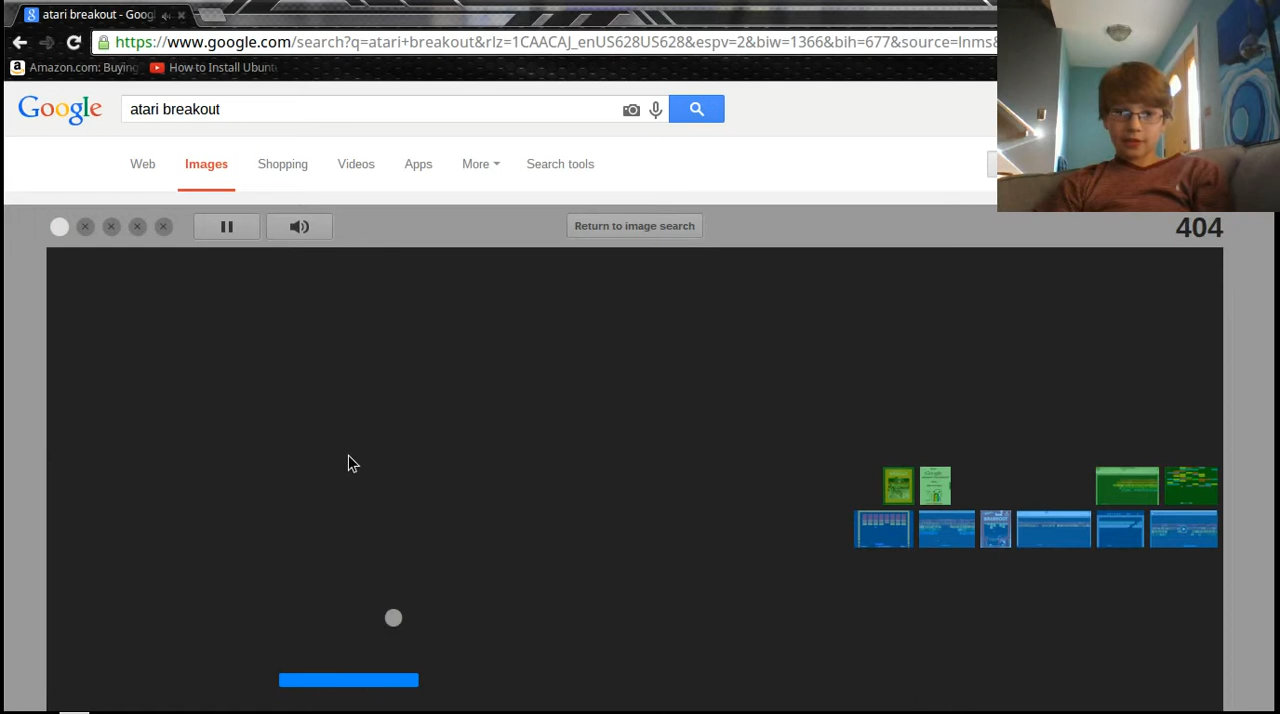 atari breakout - Goog
https://www.google.com/search?q=atari+breakout&rlz=1CAACAJ_enUS628US628&espv=2&biw=1366&bih=677&source=lnms&
Amazon.com: Buying
How to Install Ubunt
Google
atari breakout
Web
Images
Shopping
Videos
Apps
More
Search tools
Return to image search
404